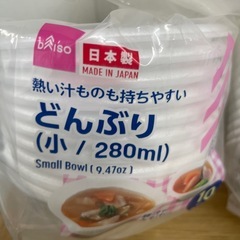 DAISO
日本製
MADE IN JAPAN
熱い汁ものも持ちやすい
どんぶり
(小 / 280ml)
Small Bowl [9.47oz]
10